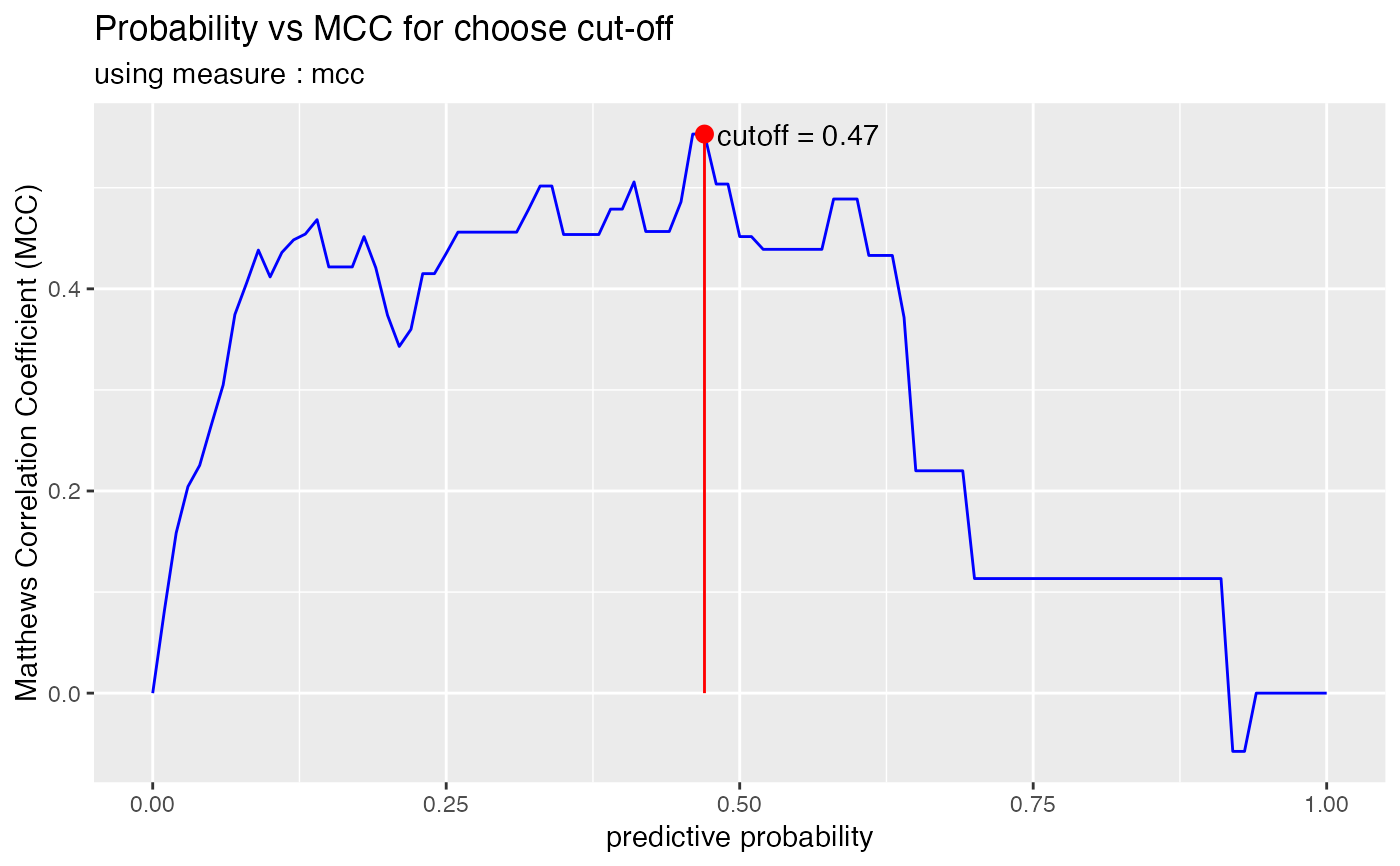 Probability vs MCC for choose cut-off
using measure : mcc
cutoff = 0.47
Matthews Correlation Coefficient (MCC)
0.4
0.2
0.0
0.00 0.25 0.50 0.75 1.00
predictive probability